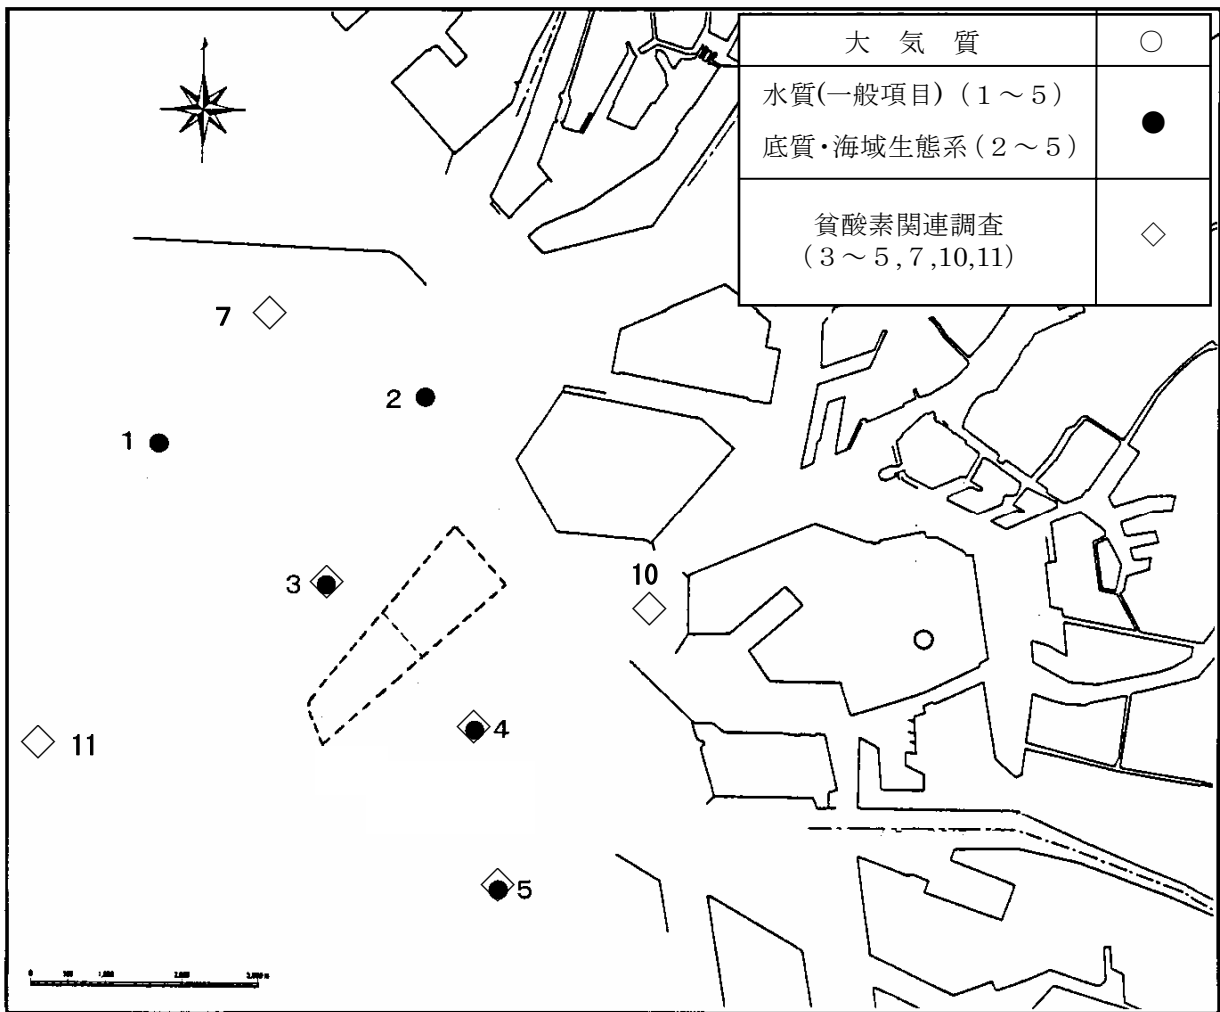 大 気 質 ○
水質(一般項目)(1~5)
底質・海域生態系(2~5) ●
貧酸素関連調査
(3~5,7,10,11) ◇
7
2
1
3
10
4
11
5